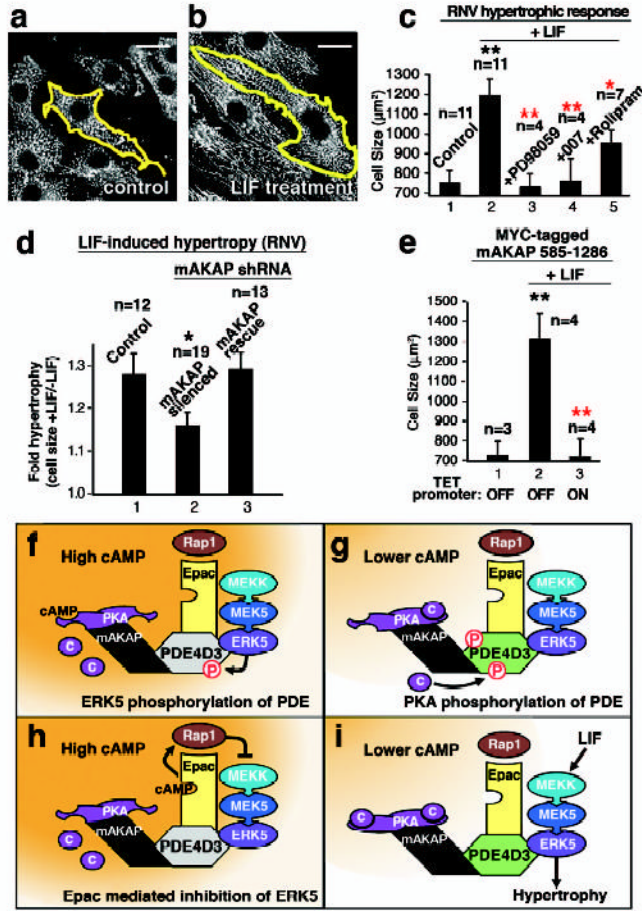 a
control
b
LIF treatment
c
RNV hypertrophic response
+ LIF
**
n=11
n=11
**
n=4
**
n=4
*
n=7
Control
+PD98059
+007
+Rolipram
Cell Size (µm²)
1300
1200
1100
1000
900
800
700
1 2 3 4 5
d
LIF-induced hypertropy (RNV)
mAKAP shRNA
n=12
Control
*
n=19
mAKAP
silenced
n=13
mAKAP
rescue
Fold hypertrophy
(cell size +LIF/-LIF)
1.3
1.2
1.1
1.0
1 2 3
e
MYC-tagged
mAKAP 585-1286
+ LIF
**
n=4
n=3
**
n=4
Cell Size (µm²)
1500
1400
1300
1200
1100
1000
900
800
700
1 2 3
TET
promoter: OFF OFF ON
f
High cAMP
Rap1
Epac
MEKK
MEK5
ERK5
cAMP
PKA
mAKAP
C
C
PDE4D3
P
ERK5 phosphorylation of PDE
g
Lower cAMP
Rap1
Epac
MEKK
MEK5
ERK5
PKA
C
mAKAP
P
PDE4D3
P
C
PKA phosphorylation of PDE
h
High cAMP
Rap1
Epac
cAMP
MEKK
MEK5
ERK5
PKA
mAKAP
C
C
PDE4D3
Epac mediated inhibition of ERK5
i
Lower cAMP
Rap1
LIF
Epac
MEKK
MEK5
ERK5
C
PKA
C
mAKAP
PDE4D3
Hypertrophy